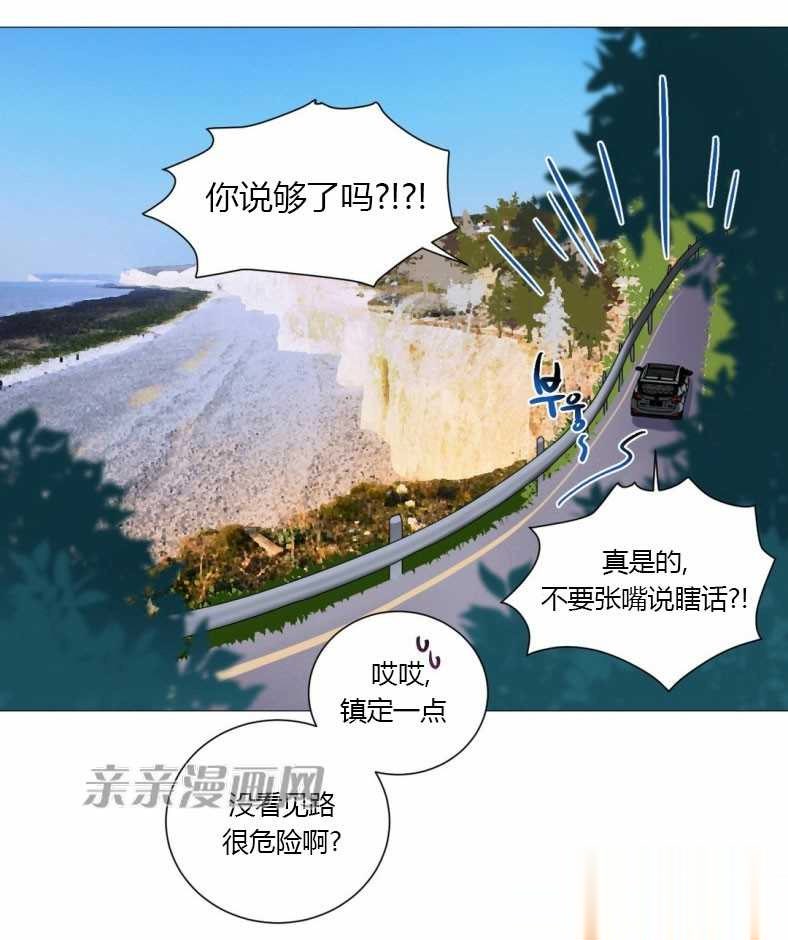 你说够了吗?!?!
부웅~~
真是的,
不要张嘴说瞎话?!
哎哎,
镇定一点
没看见路
很危险啊?
亲亲漫画网